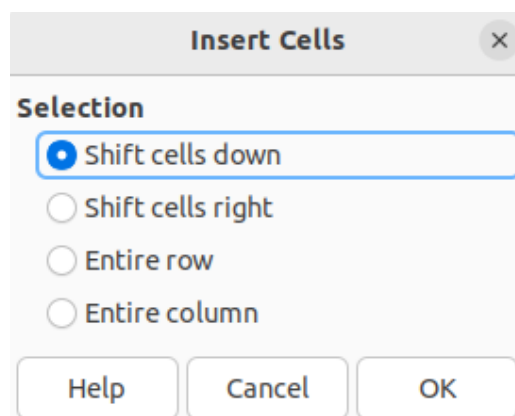 Insert Cells
Selection
Shift cells down
Shift cells right
Entire row
Entire column
Help Cancel OK